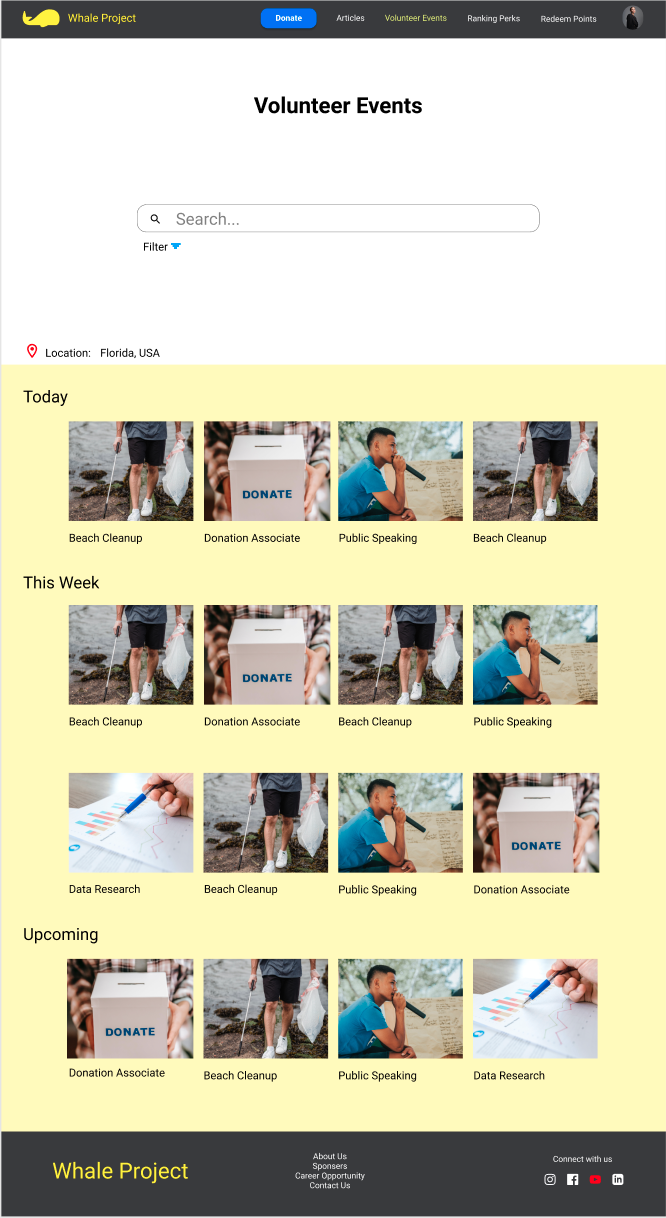 Whale Project
Donate
Articles
Volunteer Events
Ranking Perks
Redeem Points
Volunteer Events
Search...
Filter
Location: Florida, USA
Today
DONATE
Beach Cleanup
Donation Associate
Public Speaking
Beach Cleanup
This Week
DONATE
Beach Cleanup
Donation Associate
Beach Cleanup
Public Speaking
DONATE
Data Research
Beach Cleanup
Public Speaking
Donation Associate
Upcoming
DONATE
Donation Associate
Beach Cleanup
Public Speaking
Data Research
Whale Project
About Us
Sponsers
Career Opportunity
Contact Us
Connect with us